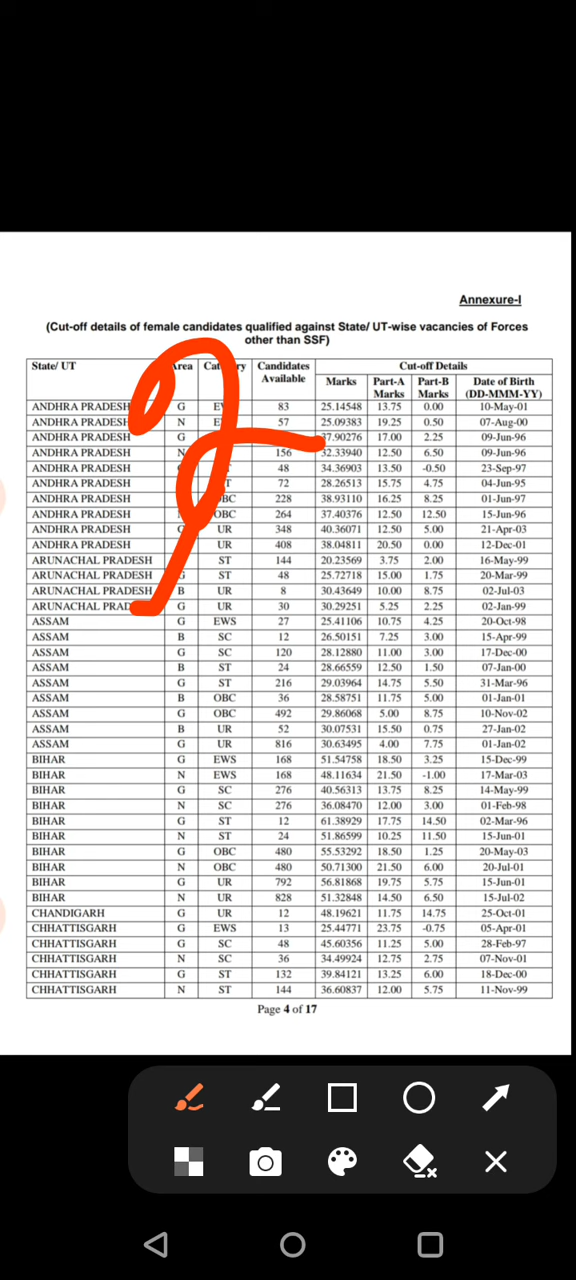 Annexure-I
(Cut-off details of female candidates qualified against State/ UT-wise vacancies of Forces
other than SSF)
State/ UT Candidates Cut-off Details
Available Marks Part-A Part-B Date of Birth
Marks Marks (DD-MMM-YY)
ANDHRA PRADESH G 83 25.14548 13.75 0.00 10-May-01
ANDHRA PRADESH N 57 25.09383 19.25 0.50 07-Aug-00
ANDHRA PRADESH G 37.90276 17.00 2.25 09-Jun-96
ANDHRA PRADESH 156 32.33940 12.50 6.50 09-Jun-96
ANDHRA PRADESH 48 34.36903 13.50 -0.50 23-Sep-97
ANDHRA PRADESH 72 28.26513 15.75 4.75 04-Jun-95
ANDHRA PRADESH 228 38.93110 16.25 8.25 01-Jun-97
ANDHRA PRADESH OBC 264 37.40376 12.50 12.50 15-Jun-96
ANDHRA PRADESH UR 348 40.36071 12.50 5.00 21-Apr-03
ANDHRA PRADESH UR 408 38.04811 20.50 0.00 12-Dec-01
ARUNACHAL PRADESH ST 144 20.23569 3.75 2.00 16-May-99
ARUNACHAL PRADESH G ST 48 25.72718 15.00 1.75 20-Mar-99
ARUNACHAL PRADESH B UR 8 30.43649 10.00 8.75 02-Jul-03
ARUNACHAL G UR 30 30.29251 5.25 2.25 02-Jan-99
ASSAM G EWS 27 25.41106 10.75 4.25 20-Oct-98
ASSAM B SC 12 26.50151 7.25 3.00 15-Apr-99
ASSAM G SC 120 28.12880 11.00 3.00 17-Dec-00
ASSAM B ST 24 28.66559 12.50 1.50 07-Jan-00
ASSAM G ST 216 29.03964 14.75 5.50 31-Mar-96
ASSAM B OBC 36 28.58751 11.75 5.00 01-Jan-01
ASSAM G OBC 492 29.86068 5.00 8.75 10-Nov-02
ASSAM B UR 52 30.07531 15.50 0.75 27-Jan-02
ASSAM G UR 816 30.63495 4.00 7.75 01-Jan-02
BIHAR G EWS 168 51.54758 18.50 3.25 15-Dec-99
BIHAR N EWS 168 48.11634 21.50 -1.00 17-Mar-03
BIHAR G SC 276 40.56313 13.75 8.25 14-May-99
BIHAR N SC 276 36.08470 12.00 3.00 01-Feb-98
BIHAR G ST 12 61.38929 17.75 14.50 02-Mar-96
BIHAR N ST 24 51.86599 10.25 11.50 15-Jun-01
BIHAR G OBC 480 55.53292 18.50 1.25 20-May-03
BIHAR N OBC 480 50.71300 21.50 6.00 20-Jul-01
BIHAR G UR 792 56.81868 19.75 5.75 15-Jun-01
BIHAR N UR 828 51.32848 14.50 6.50 15-Jul-02
CHANDIGARH G UR 12 48.19621 11.75 14.75 25-Oct-01
CHHATTISGARH G EWS 13 25.44771 23.75 -0.75 05-Apr-01
CHHATTISGARH G SC 48 45.60356 11.25 5.00 28-Feb-97
CHHATTISGARH N SC 36 34.49924 12.75 2.75 07-Nov-01
CHHATTISGARH G ST 132 39.84121 13.25 6.00 18-Dec-00
CHHATTISGARH N ST 144 36.60837 12.00 5.75 11-Nov-99
Page 4 of 17